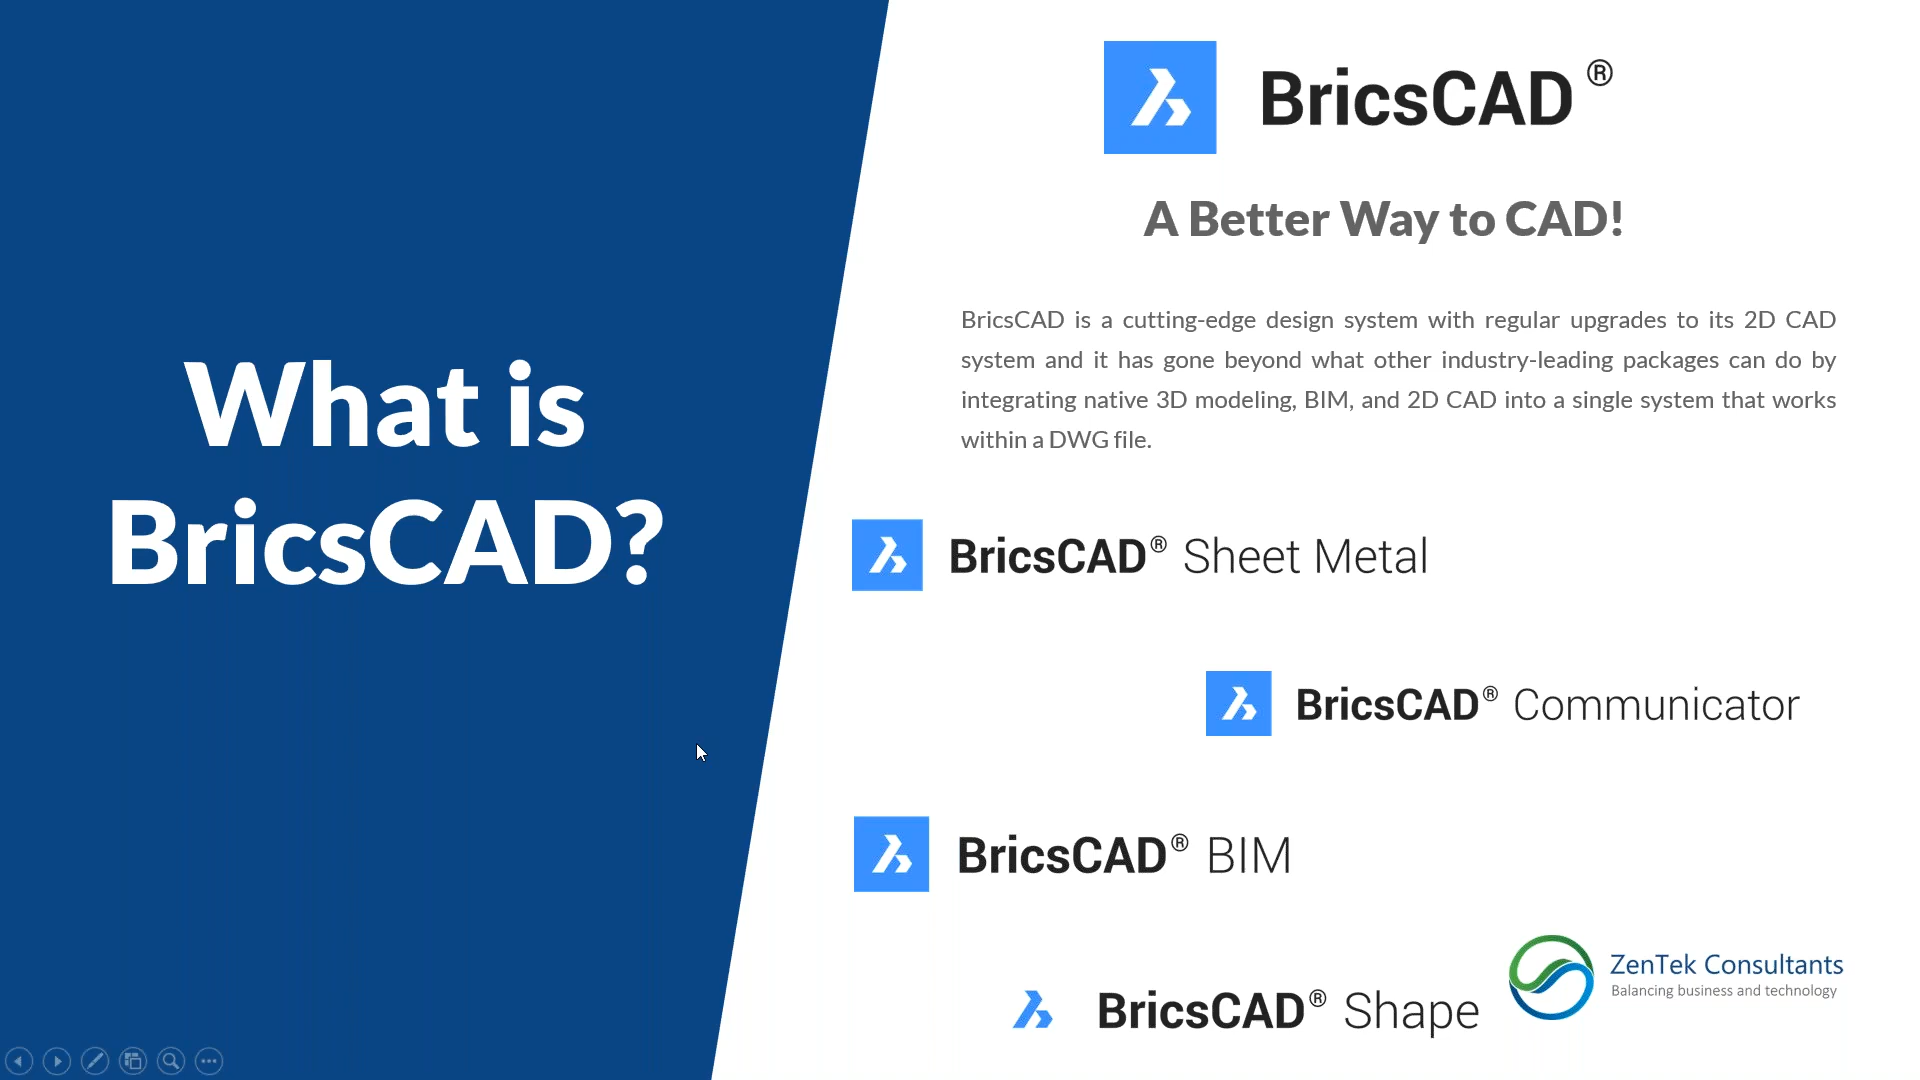 What is
BricsCAD?
BricsCAD®
A Better Way to CAD!
BricsCAD is a cutting-edge design system with regular upgrades to its 2D CAD
system and it has gone beyond what other industry-leading packages can do by
integrating native 3D modeling, BIM, and 2D CAD into a single system that works
within a DWG file.
BricsCAD® Sheet Metal
BricsCAD® Communicator
BricsCAD® BIM
BricsCAD® Shape
ZenTek Consultants
Balancing business and technology